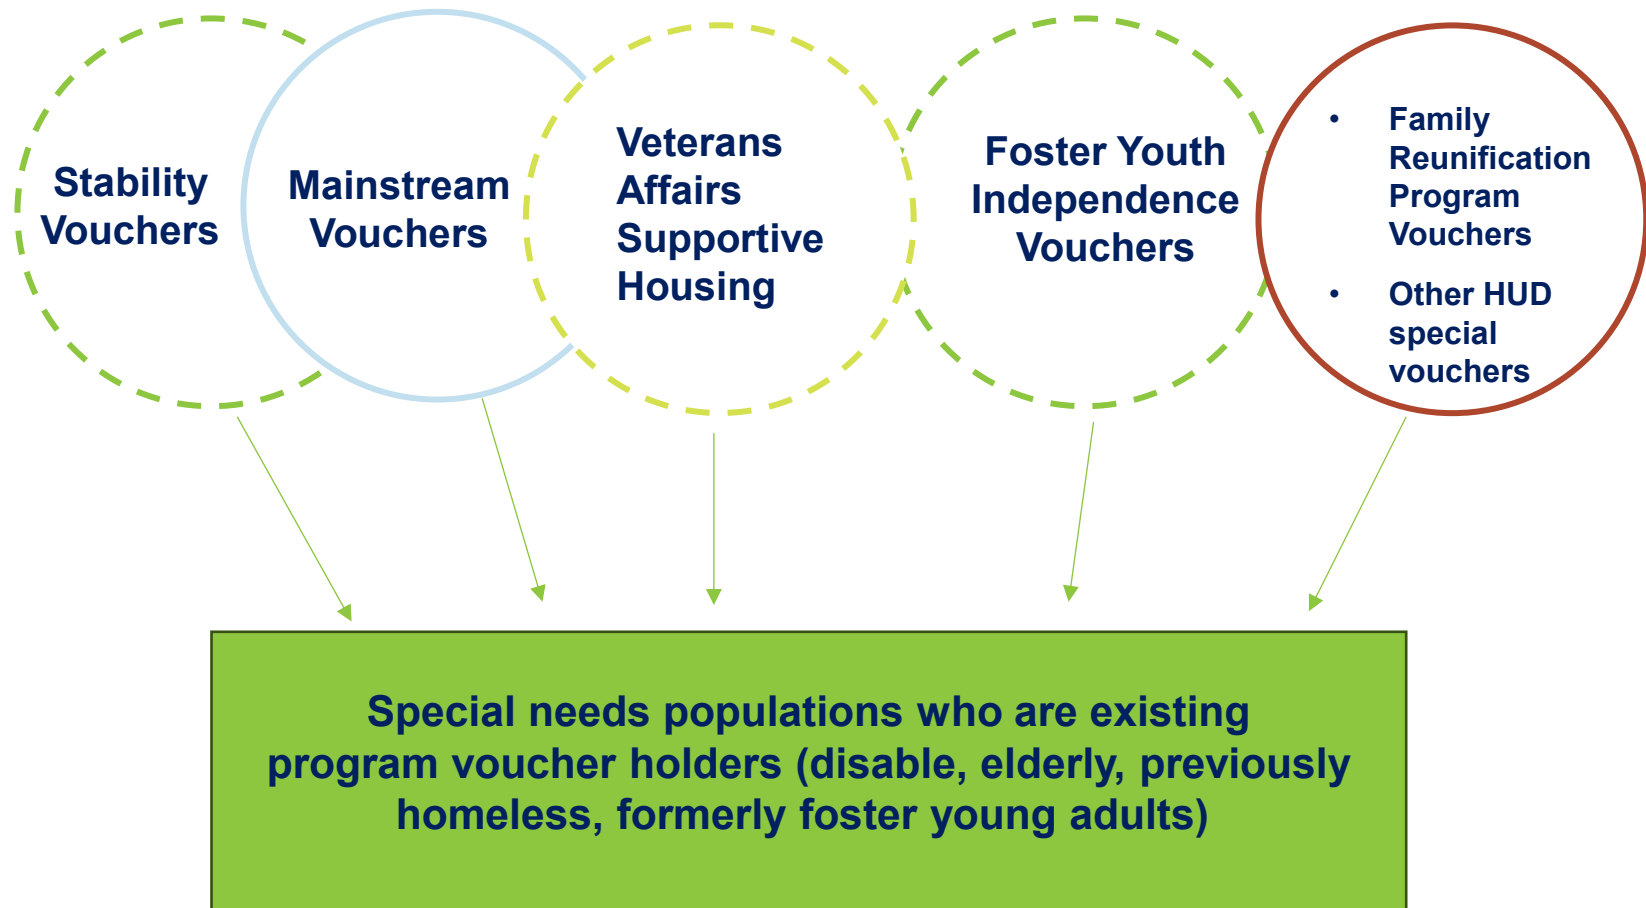 Stability
Vouchers
Mainstream
Vouchers
Veterans
Affairs
Supportive
Housing
Foster Youth
Independence
Vouchers
• Family
Reunification
Program
Vouchers
• Other HUD
special
vouchers
Special needs populations who are existing
program voucher holders (disable, elderly, previously
homeless, formerly foster young adults)